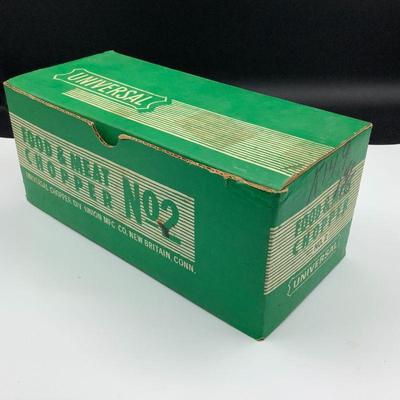 UNIVERSAL
FOOD & MEAT
CHOPPER No2
UNIVERSAL CHOPPER DIV. UNION MFG. CO. NEW BRITAIN, CONN.
FOOD & MEAT
CHOPPER
UNIVERSAL